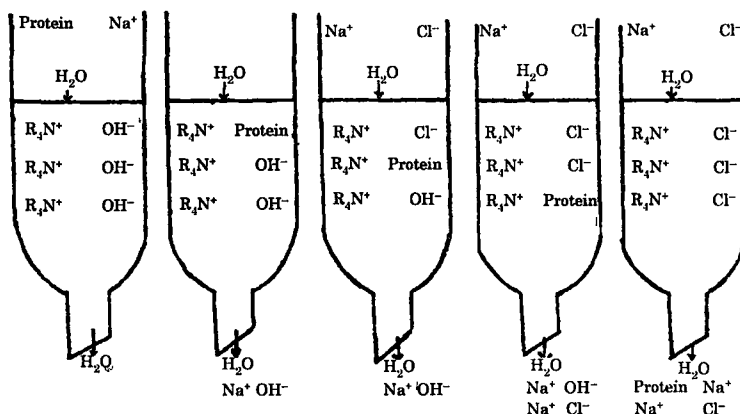 Protein Na⁺
H₂O
R₄N⁺ OH⁻
R₄N⁺ OH⁻
R₄N⁺ OH⁻
H₂O
H₂O
R₄N⁺ Protein
R₄N⁺ OH⁻
R₄N⁺ OH⁻
H₂O
Na⁺ OH⁻
Na⁺ Cl⁻
H₂O
R₄N⁺ Cl⁻
R₄N⁺ Protein
R₄N⁺ OH⁻
H₂O
Na⁺ OH⁻
Na⁺ Cl⁻
H₂O
R₄N⁺ Cl⁻
R₄N⁺ Cl⁻
R₄N⁺ Protein
H₂O
Na⁺ OH⁻
Na⁺ Cl⁻
Na⁺ Cl⁻
H₂O
R₄N⁺ Cl⁻
R₄N⁺ Cl⁻
R₄N⁺ Cl⁻
H₂O
Protein Na⁺
Na⁺ Cl⁻